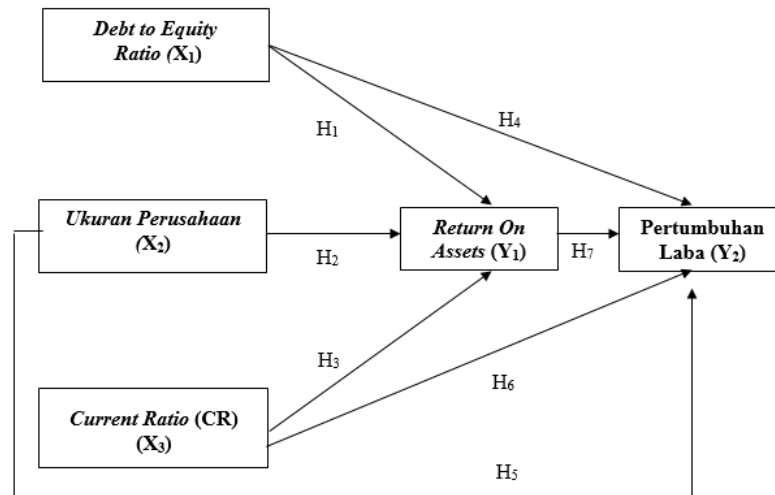 Debt to Equity
Ratio (X₁)
H₁
H₄
Ukuran Perusahaan
(X₂)
H₂
Return On
Assets (Y₁)
H₇
Pertumbuhan
Laba (Y₂)
H₃
H₆
Current Ratio (CR)
(X₃)
H₅